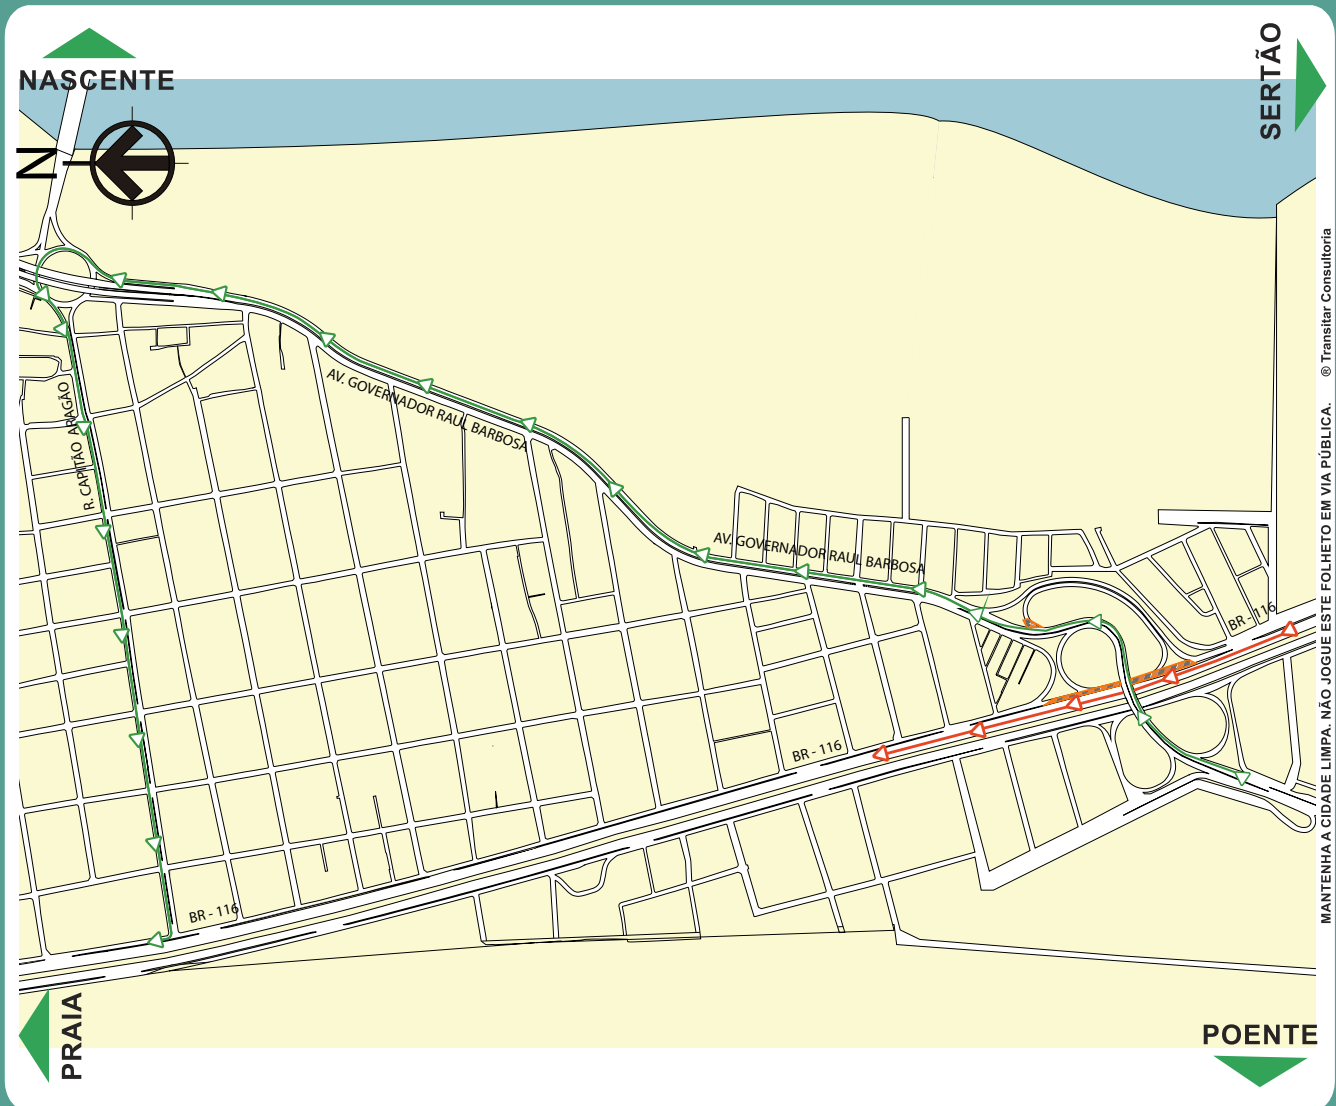 NASCENTE
SERTÃO
N
AV. GOVERNADOR RAUL BARBOSA
R. CAPITÃO ARAGÃO
AV. GOVERNADOR RAUL BARBOSA
BR - 116
BR - 116
BR - 116
PRAIA
POENTE
MANTENHA A CIDADE LIMPA. NÃO JOGUE ESTE FOLHETO EM VIA PÚBLICA. ® Transitar Consultoria